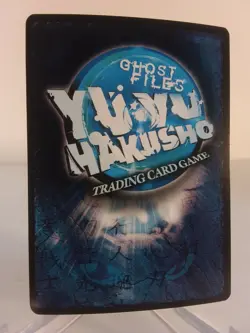 GHOST
FILES
YU YU
HAKUSHO
TRADING CARD GAME